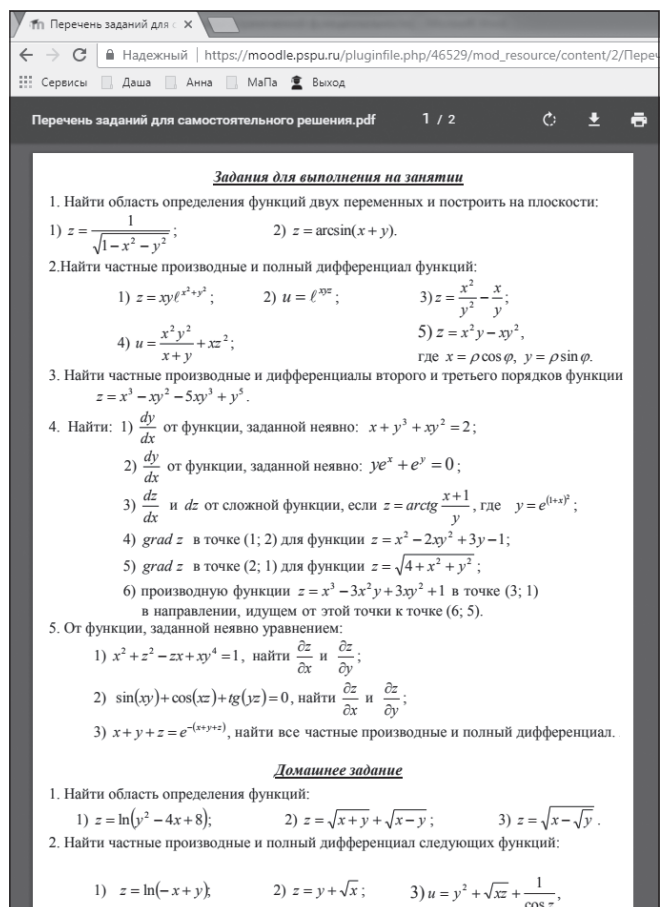 Перечень заданий для с ×
Надежный | https://moodle.pspu.ru/pluginfile.php/46529/mod_resource/content/2/Переч
Сервисы Даша Анна МаПа Выход
Перечень заданий для самостоятельного решения.pdf 1 / 2
Задания для выполнения на занятии
1. Найти область определения функций двух переменных и построить на плоскости:
1) z = 1/√(1 − x² − y²); 2) z = arcsin(x + y).
2.Найти частные производные и полный дифференциал функций:
1) z = xyℓ^(x²+y²); 2) u = ℓ^(xyz); 3) z = x²/y² − x/y;
4) u = x²y²/(x + y) + xz²; 5) z = x²y − xy²,
где x = ρ cos φ, y = ρ sin φ.
3. Найти частные производные и дифференциалы второго и третьего порядков функции
z = x³ − xy² − 5xy³ + y⁵.
4. Найти: 1) dy/dx от функции, заданной неявно: x + y³ + xy² = 2;
2) dy/dx от функции, заданной неявно: ye^x + e^y = 0;
3) dz/dx и dz от сложной функции, если z = arctg (x + 1)/y, где y = e^((1+x)²);
4) grad z в точке (1; 2) для функции z = x² − 2xy² + 3y − 1;
5) grad z в точке (2; 1) для функции z = √(4 + x² + y²);
6) производную функции z = x³ − 3x²y + 3xy² + 1 в точке (3; 1)
в направлении, идущем от этой точки к точке (6; 5).
5. От функции, заданной неявно уравнением:
1) x² + z² − zx + xy⁴ = 1, найти ∂z/∂x и ∂z/∂y;
2) sin(xy) + cos(xz) + tg(yz) = 0, найти ∂z/∂x и ∂z/∂y;
3) x + y + z = e^(−(x+y+z)), найти все частные производные и полный дифференциал.
Домашнее задание
1. Найти область определения функций:
1) z = ln(y² − 4x + 8); 2) z = √(x + y) + √(x − y); 3) z = √(x − √y).
2. Найти частные производные и полный дифференциал следующих функций:
1) z = ln(−x + y); 2) z = y + √x; 3) u = y² + √(xz) + 1/cos z,